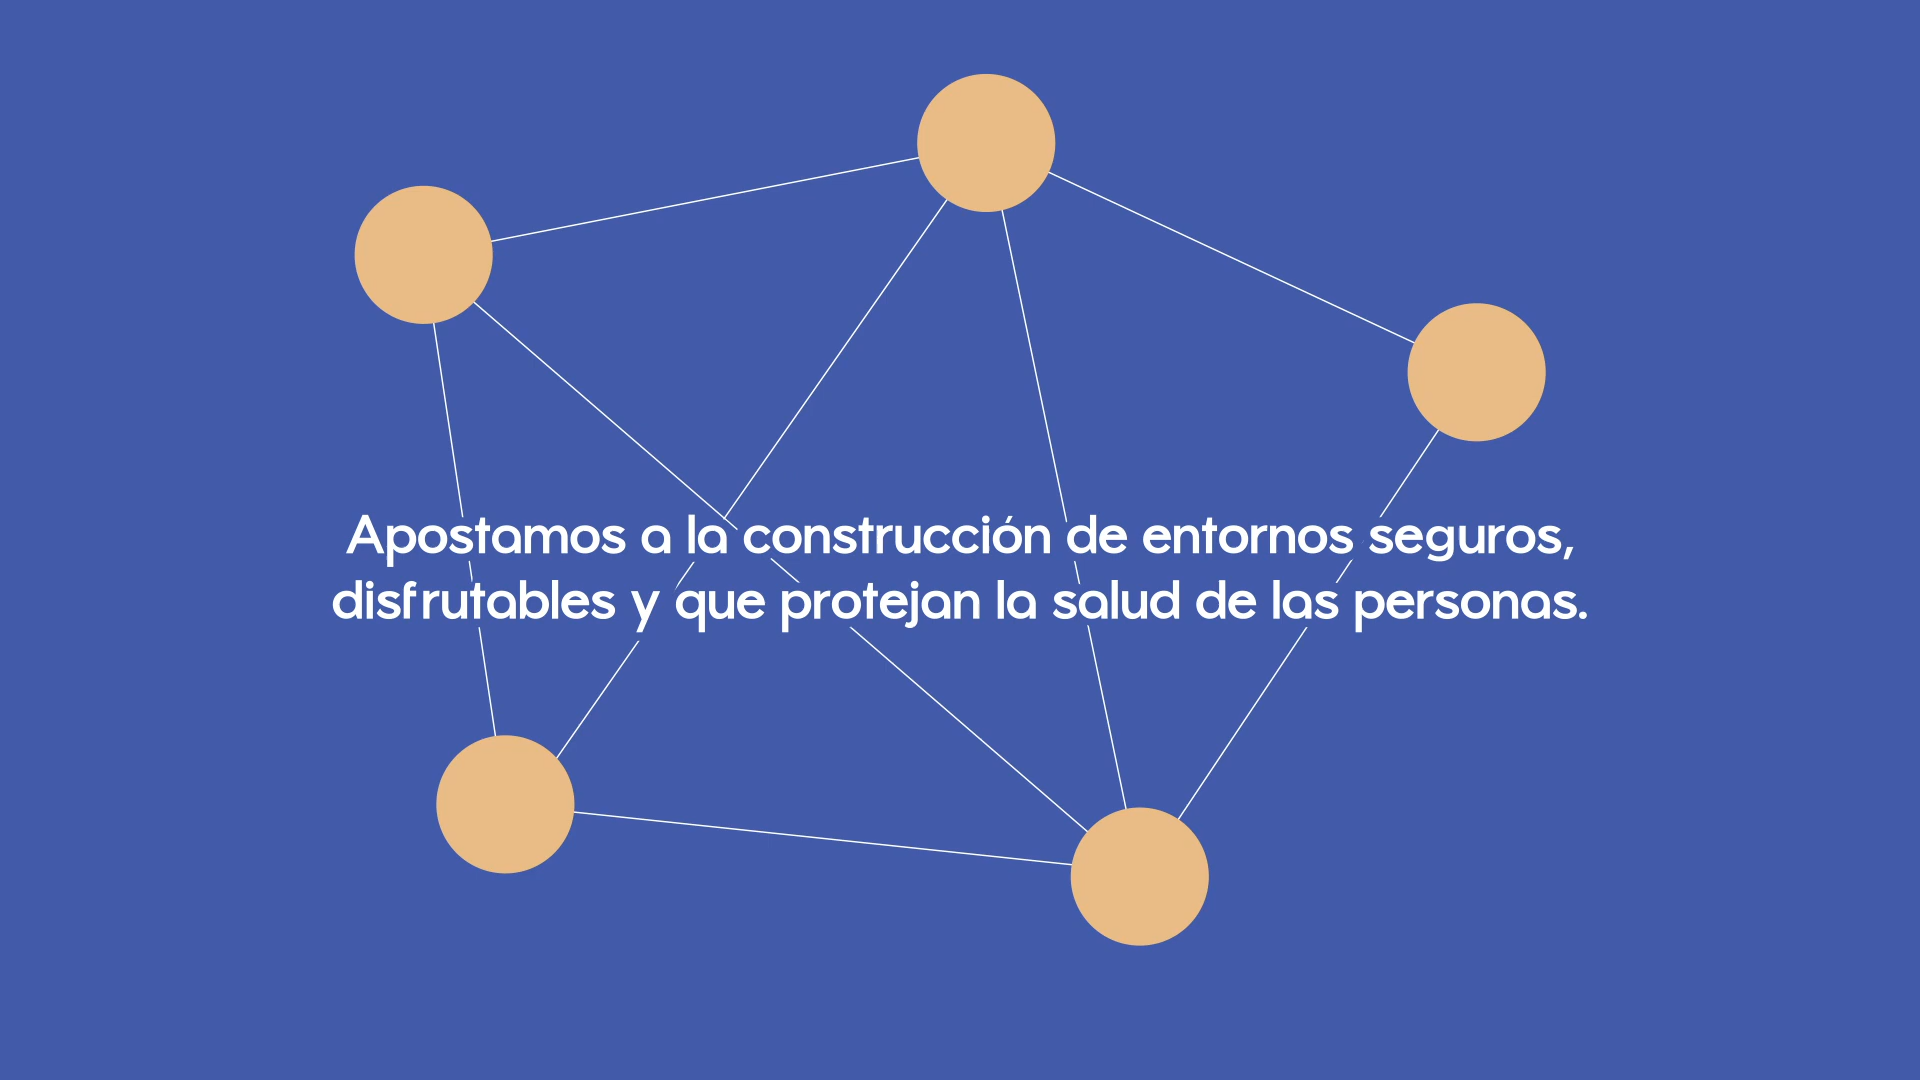 Apostamos a la construcción de entornos seguros,
disfrutables y que protejan la salud de las personas.